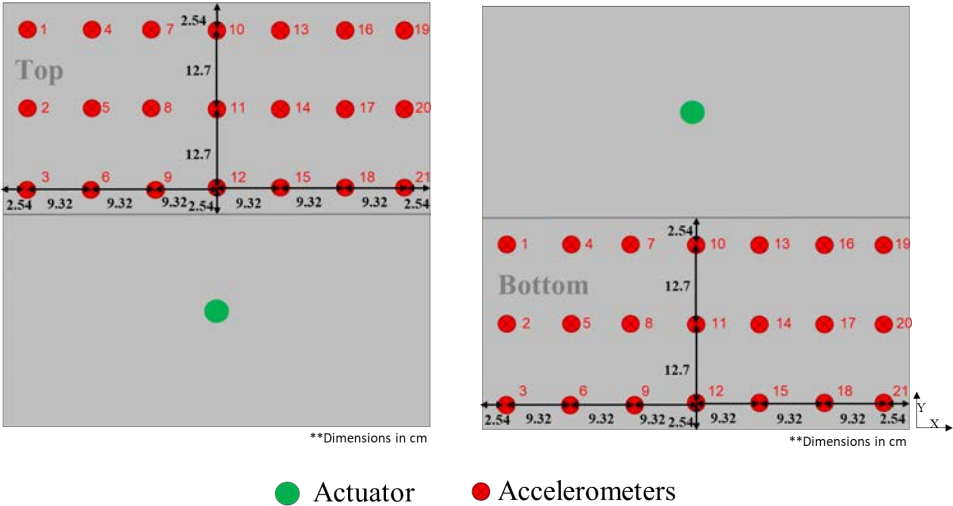 2.54
1 4 7 10 13 16 19
Top
12.7
2 5 8 11 14 17 20
12.7
3 6 9 12 15 18 21
2.54 9.32 9.32 9.32 2.54 9.32 9.32 9.32 2.54
**Dimensions in cm
2.54
1 4 7 10 13 16 19
Bottom
12.7
2 5 8 11 14 17 20
12.7
3 6 9 12 15 18 21
2.54 9.32 9.32 9.32 2.54 9.32 9.32 9.32 2.54
Y
X
**Dimensions in cm
Actuator
Accelerometers